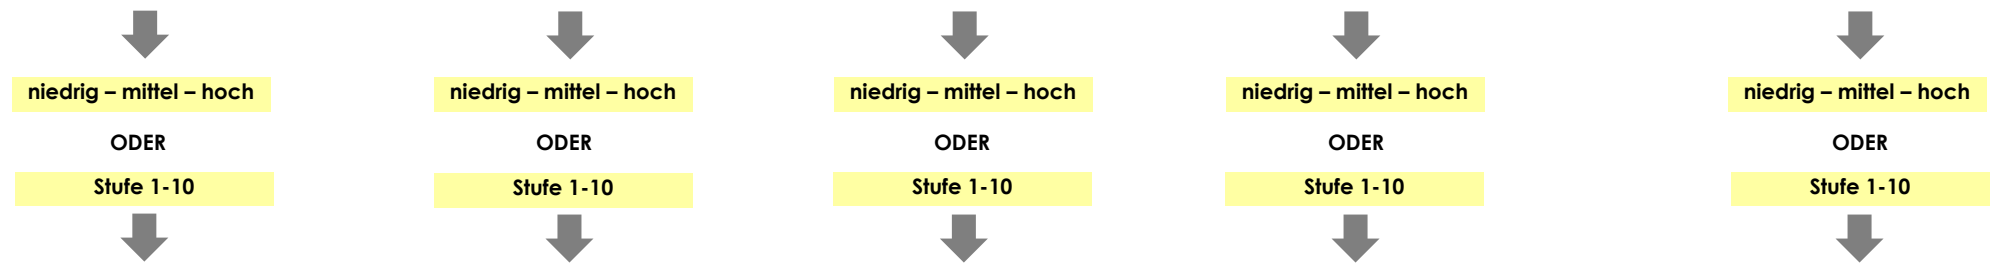 niedrig – mittel – hoch niedrig – mittel – hoch niedrig – mittel – hoch niedrig – mittel – hoch niedrig – mittel – hoch
ODER ODER ODER ODER ODER
Stufe 1-10 Stufe 1-10 Stufe 1-10 Stufe 1-10 Stufe 1-10